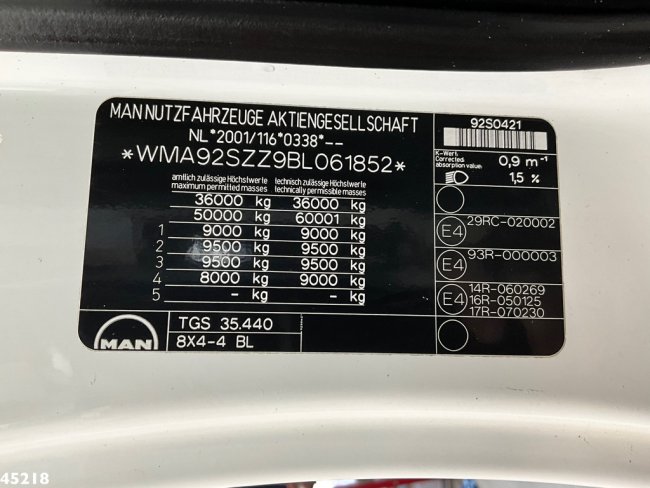 MAN NUTZFAHRZEUGE AKTIENGESELLSCHAFT
NL*2001/116*0338*--
*WMA92SZZ9BL061852*
amtlich zulässige Höchstwerte technisch zulässige Höchstwerte
maximum permitted masses technically permissible masses
36000 kg 36000 kg
50000 kg 60001 kg
1 9000 kg 9000 kg
2 9500 kg 9500 kg
3 9500 kg 9500 kg
4 8000 kg 9000 kg
5 - kg - kg
MAN
TGS 35.440
8X4-4 BL
92S0421
K-Wert:
Corrected
absorption value:
0,9 m⁻¹
1,5 %
E4 29RC-020002
E4 93R-000003
E4 14R-060269
16R-050125
17R-070230
45218